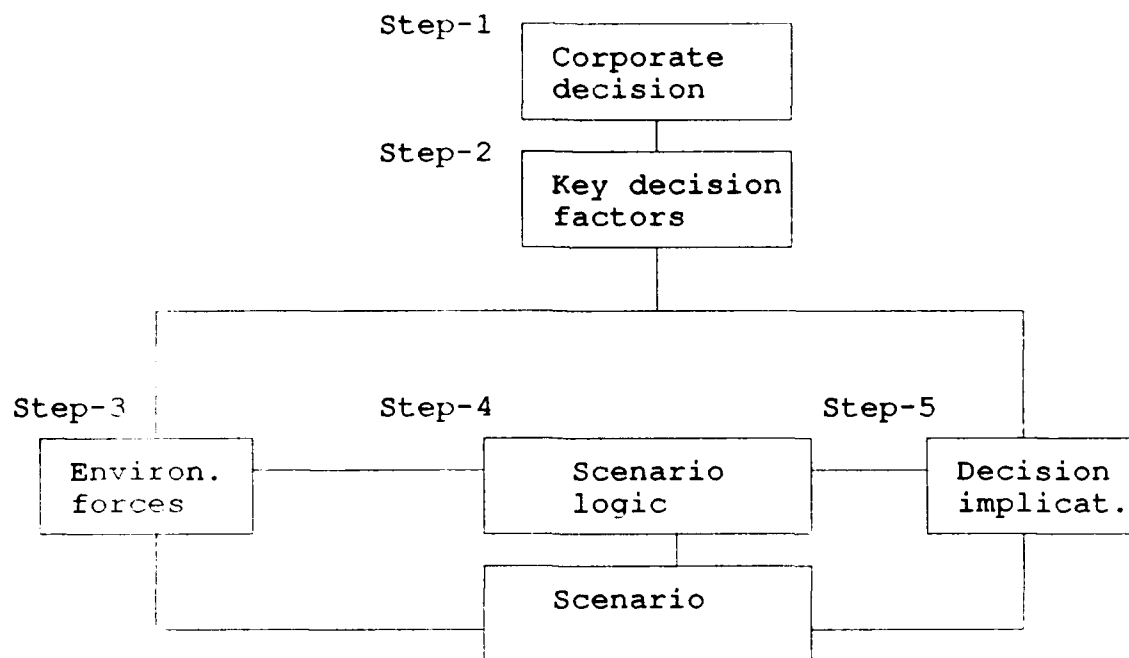 Step-1
Corporate
decision
Step-2
Key decision
factors
Step-3
Step-4
Step-5
Environ.
forces
Scenario
logic
Decision
implicat.
Scenario